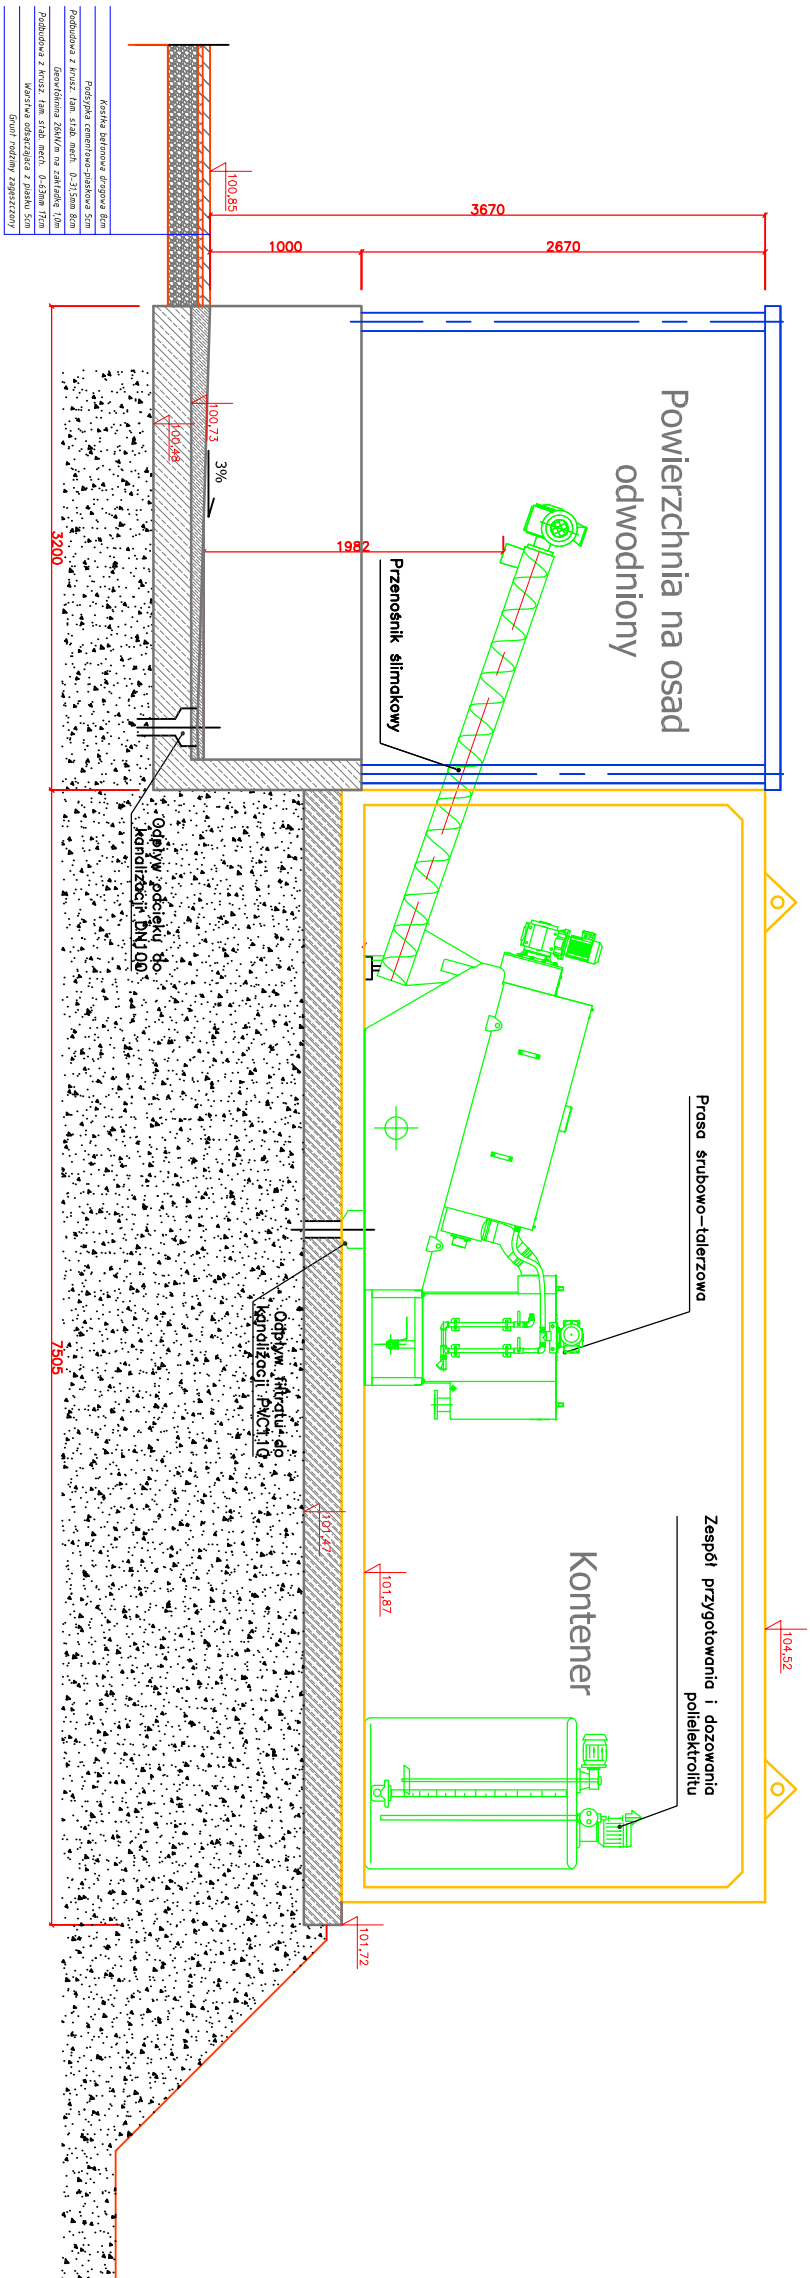 Kostka betonowa drogowa 8cm
Podsypka cementowo-piaskowa 5cm
Podbudowa z krusz. łam. stab. mech. 0-31,5mm 8cm
Geowłóknina 26kN/m na zakładkę 1,0m
Podbudowa z krusz. łam. stab. mech. 0-63mm 17cm
Warstwa odsączająca z piasku 5cm
Grunt rodzimy zagęszczony
100,85
3670
1000
2670
Powierzchnia na osad
odwodniony
100,73
100,48
3%
1982
3200
Przenośnik ślimakowy
Odpływ odcieku do
kanalizacji DN100
Prasa śrubowo-talerzowa
Odpływ filtratu do
kanalizacji PVC110
7505
Kontener
Zespół przygotowania i dozowania
polielektrolitu
101,47
101,87
104,52
101,72